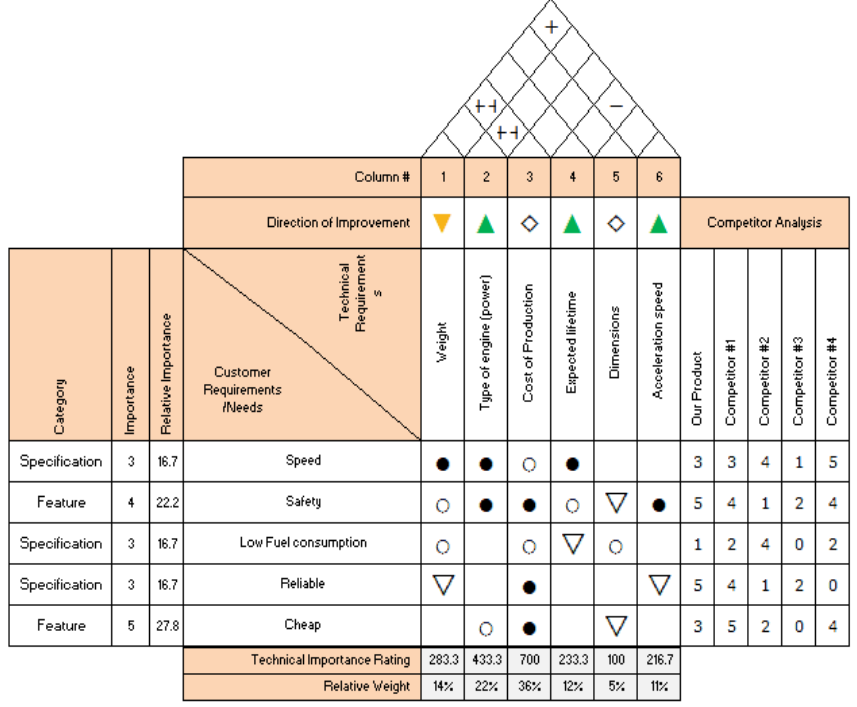 +
++ −
++
Column # 1 2 3 4 5 6
Direction of Improvement Competitor Analysis
Category
Importance
Relative Importance
Technical
Requirement
s
Customer
Requirements
/Needs
Weight
Type of engine (power)
Cost of Production
Expected lifetime
Dimensions
Acceleration speed
Our Product
Competitor #1
Competitor #2
Competitor #3
Competitor #4
Specification 3 16.7 Speed 3 3 4 1 5
Feature 4 22.2 Safety 5 4 1 2 4
Specification 3 16.7 Low Fuel consumption 1 2 4 0 2
Specification 3 16.7 Reliable 5 4 1 2 0
Feature 5 27.8 Cheap 3 5 2 0 4
Technical Importance Rating 283.3 433.3 700 233.3 100 216.7
Relative Weight 14% 22% 36% 12% 5% 11%